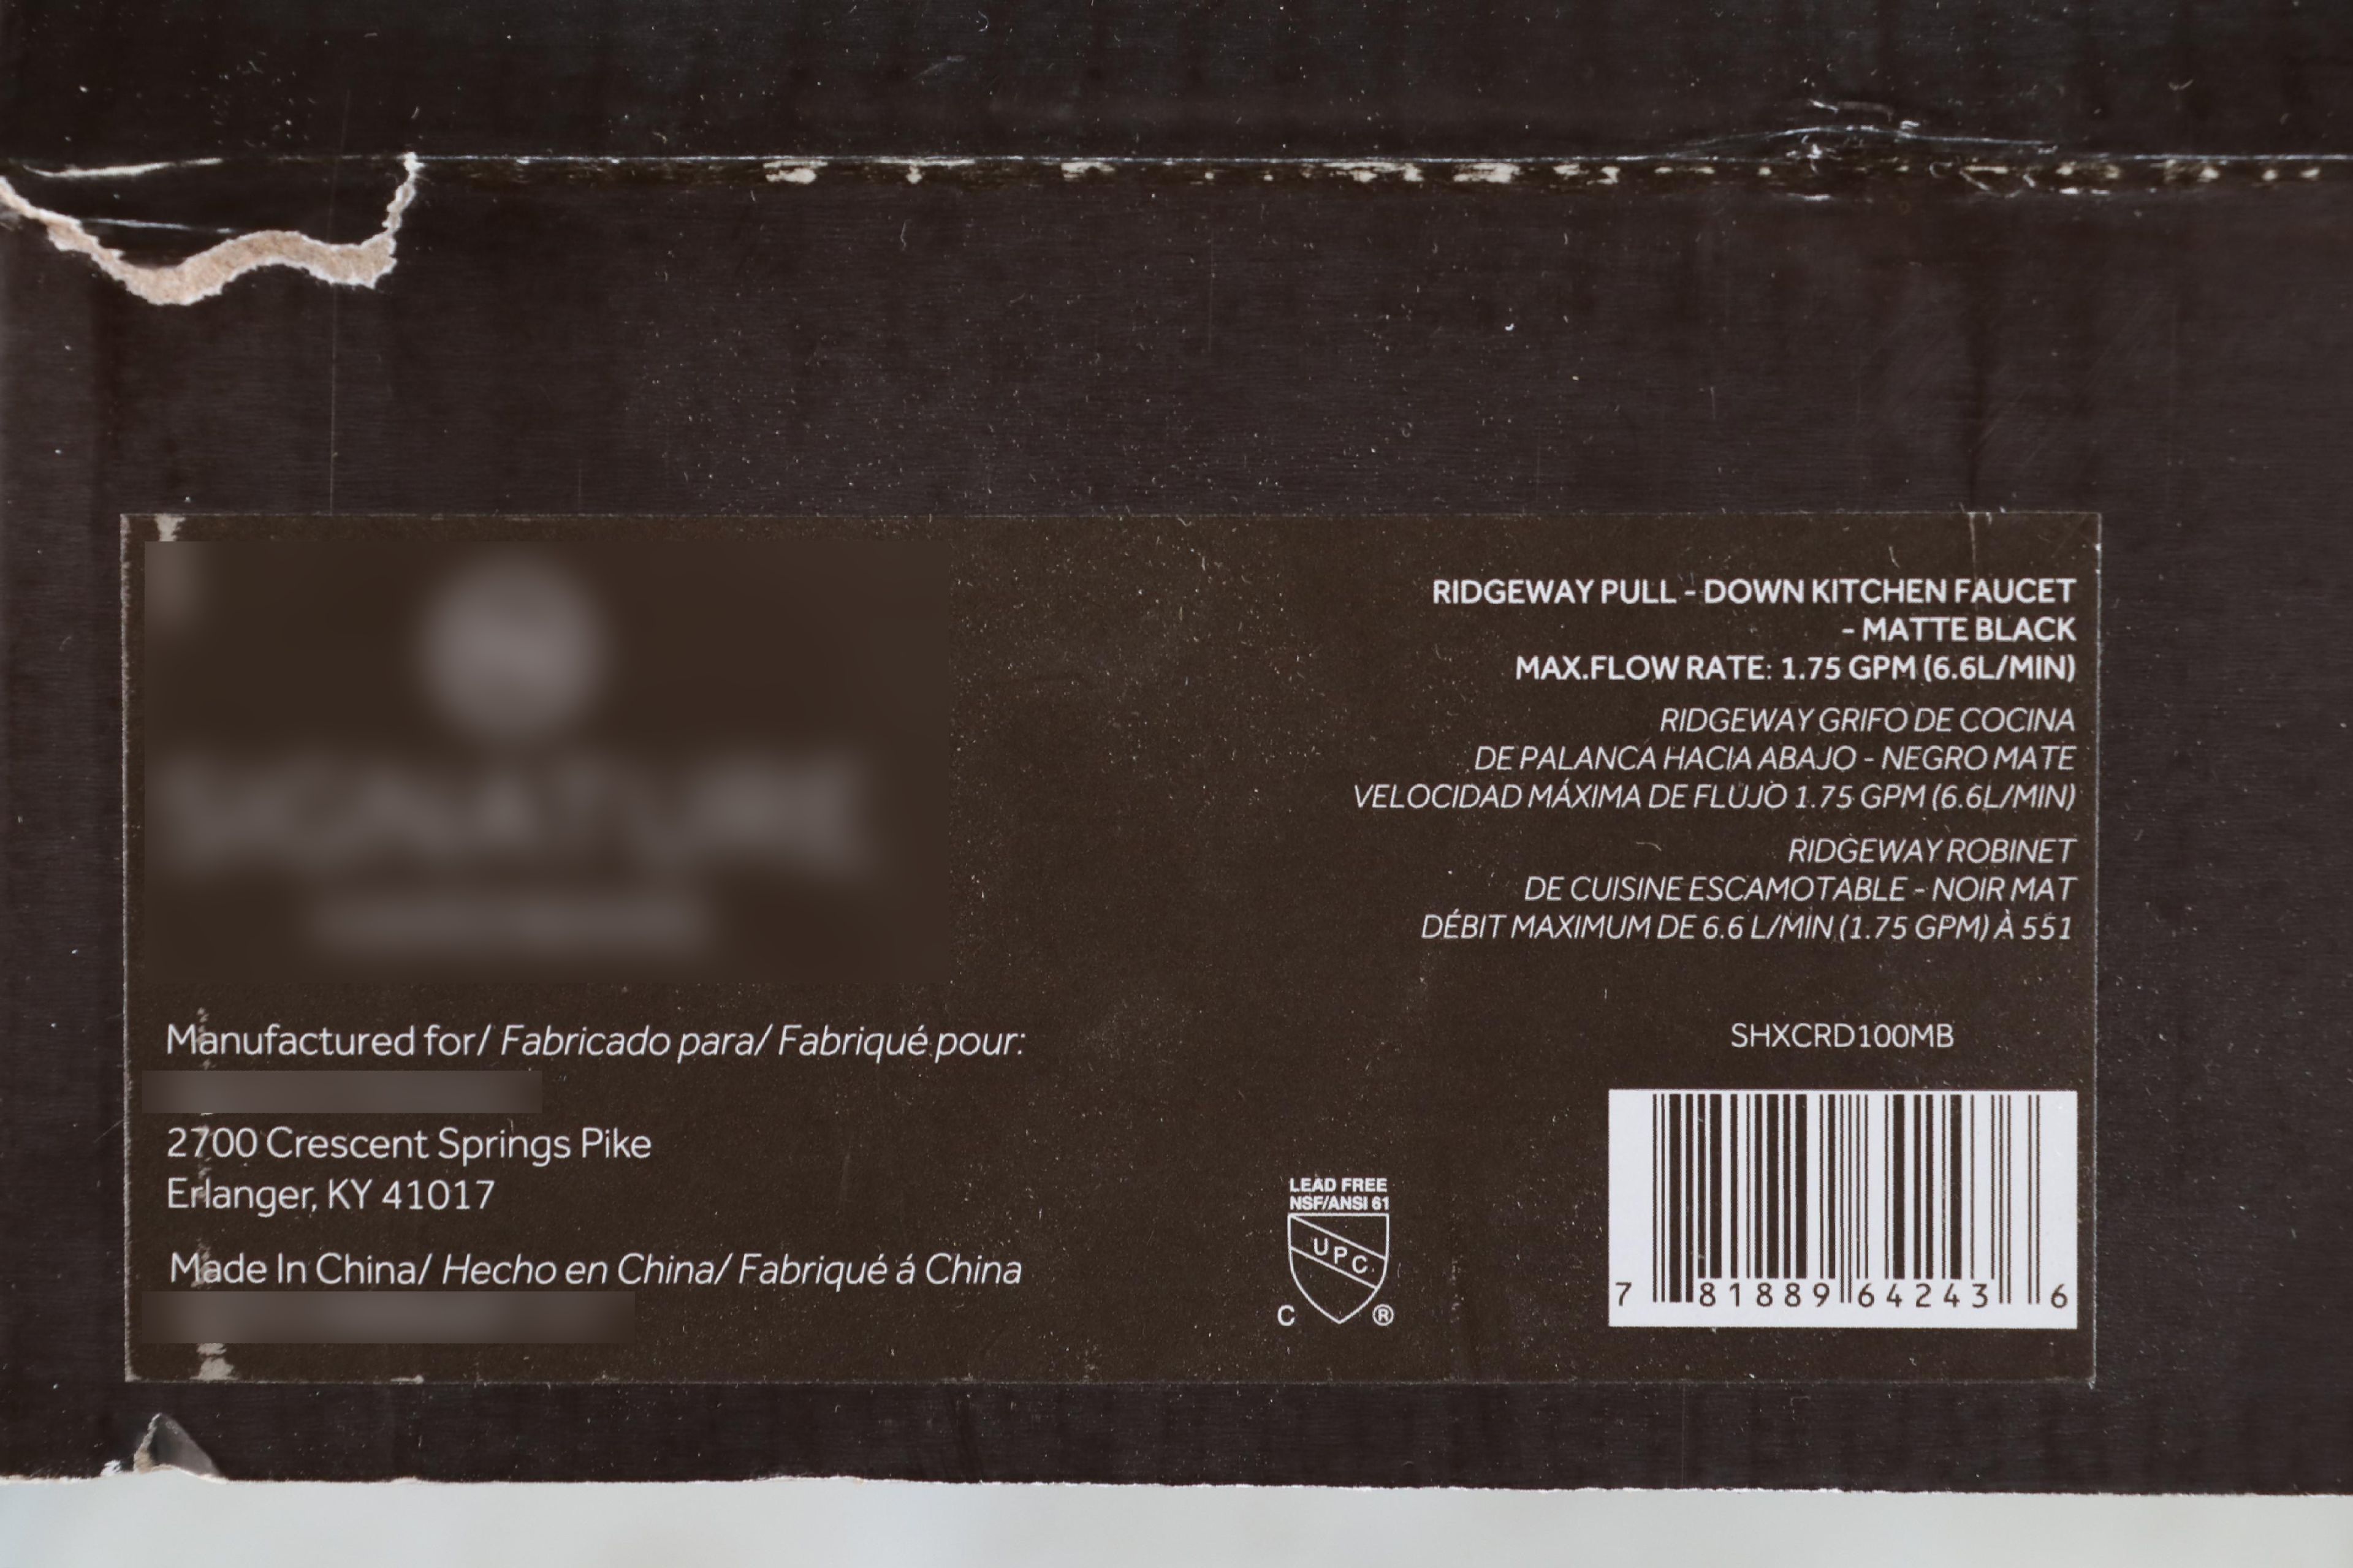 RIDGEWAY PULL - DOWN KITCHEN FAUCET
- MATTE BLACK
MAX.FLOW RATE: 1.75 GPM (6.6L/MIN)
RIDGEWAY GRIFO DE COCINA
DE PALANCA HACIA ABAJO - NEGRO MATE
VELOCIDAD MÁXIMA DE FLUJO 1.75 GPM (6.6L/MIN)
RIDGEWAY ROBINET
DE CUISINE ESCAMOTABLE - NOIR MAT
DÉBIT MAXIMUM DE 6.6 L/MIN (1.75 GPM) À 551
Manufactured for/ Fabricado para/ Fabriqué pour:
2700 Crescent Springs Pike
Erlanger, KY 41017
Made In China/ Hecho en China/ Fabriqué á China
LEAD FREE
NSF/ANSI 61
UPC
C ®
SHXCRD100MB
7 81889 64243 6